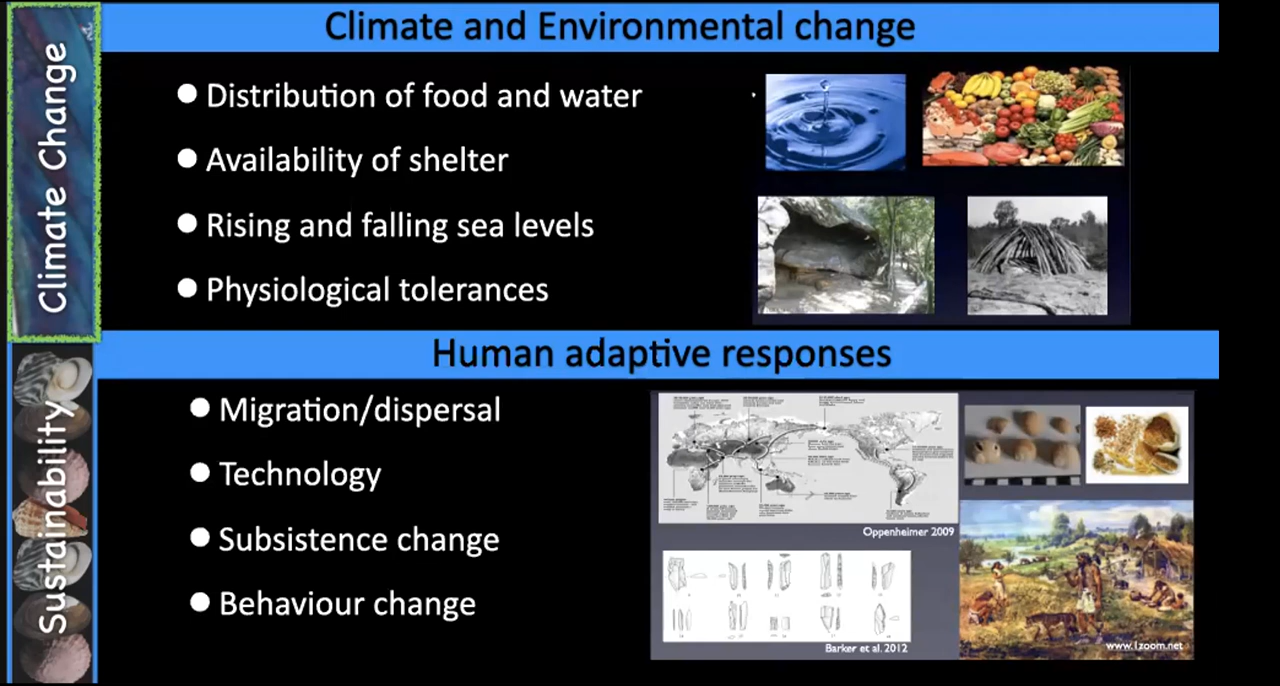 Climate Change
Climate and Environmental change
Distribution of food and water
Availability of shelter
Rising and falling sea levels
Physiological tolerances
Sustainability
Human adaptive responses
Migration/dispersal
Technology
Subsistence change
Behaviour change
Oppenheimer 2009
Barker et al. 2012
www.1zoom.net